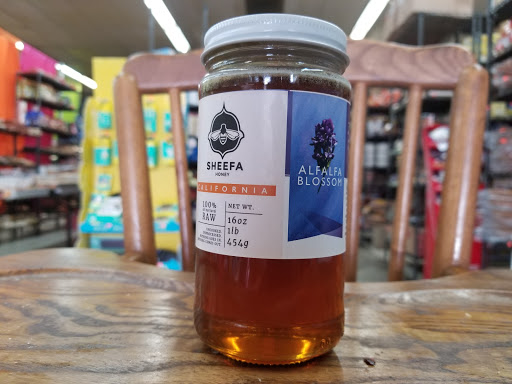 SHEEFA
HONEY
CALIFORNIA
100%
RAW
NET WT.
16oz
1lb
454g
ALFALFA
BLOSSOM